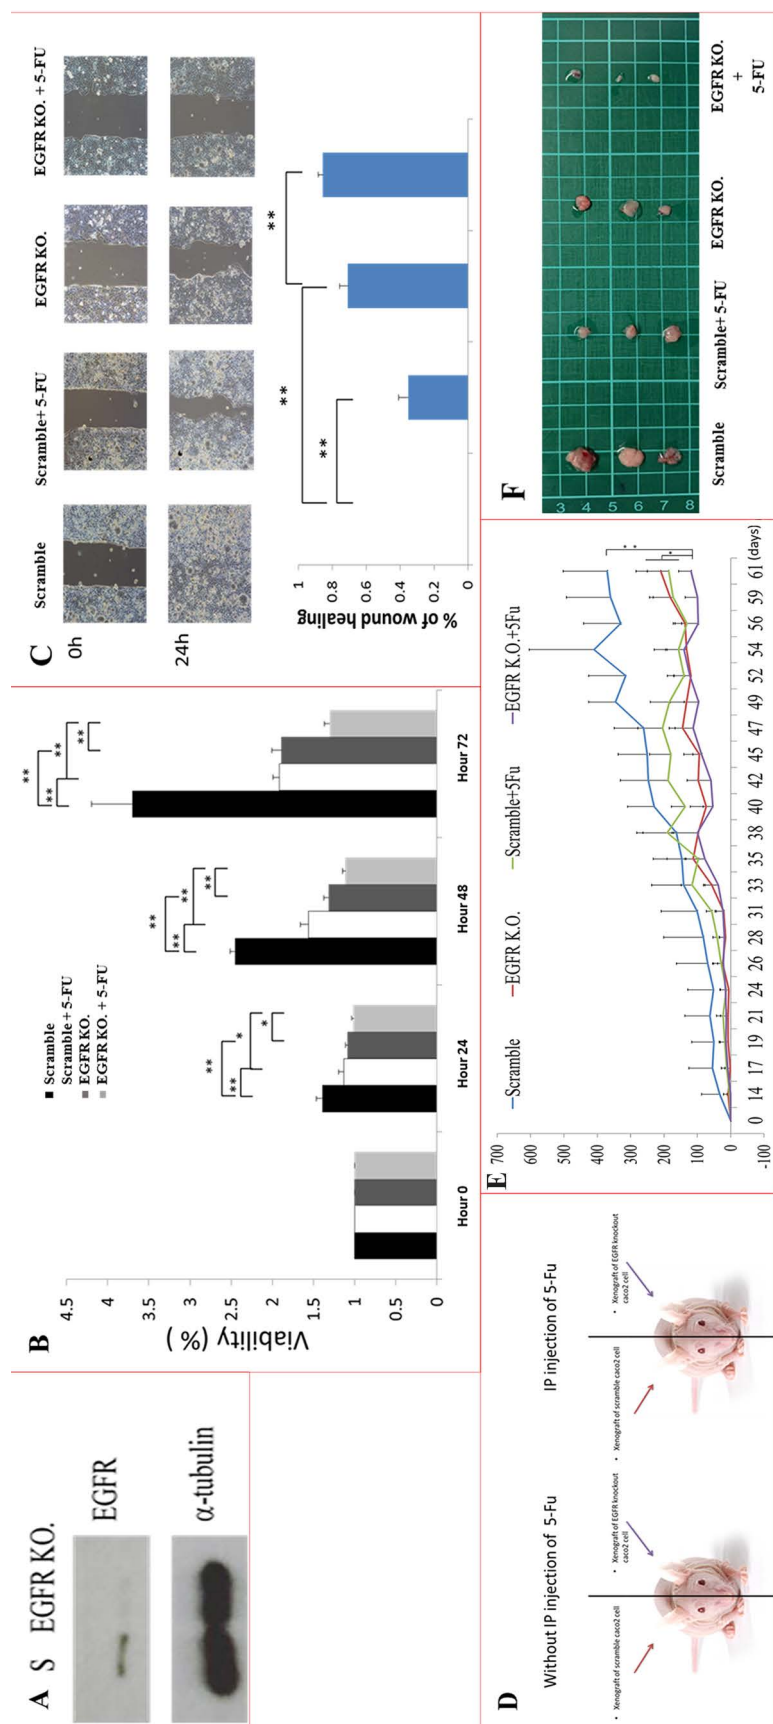 A
S EGFR KO.
EGFR
α-tubulin
B
Viability (%)
4.5
4
3.5
3
2.5
2
1.5
1
0.5
0
Scramble
Scramble + 5-FU
EGFR KO.
EGFR KO. + 5-FU
**
**
**
**
**
**
**
**
**
**
*
*
Hour 0
Hour 24
Hour 48
Hour 72
C
Scramble
Scramble+ 5-FU
EGFR KO.
EGFR KO. + 5-FU
0h
24h
% of wound healing
1
0.8
0.6
0.4
0.2
0
**
**
**
D
Without IP injection of 5-Fu
IP injection of 5-Fu
• Xenograft of scramble caco2 cell
• Xenograft of EGFR knockout
caco2 cell
• Xenograft of scramble caco2 cell
• Xenograft of EGFR knockout
caco2 cell
E
Scramble
EGFR K.O.
Scramble+5Fu
EGFR K.O.+5Fu
700
600
500
400
300
200
100
0
-100
0 14 17 19 21 24 26 28 31 33 35 38 40 42 45 47 49 52 54 56 59 61 (days)
**
*
F
3
4
5
6
7
8
Scramble
Scramble+ 5-FU
EGFR KO.
EGFR KO.
+
5-FU